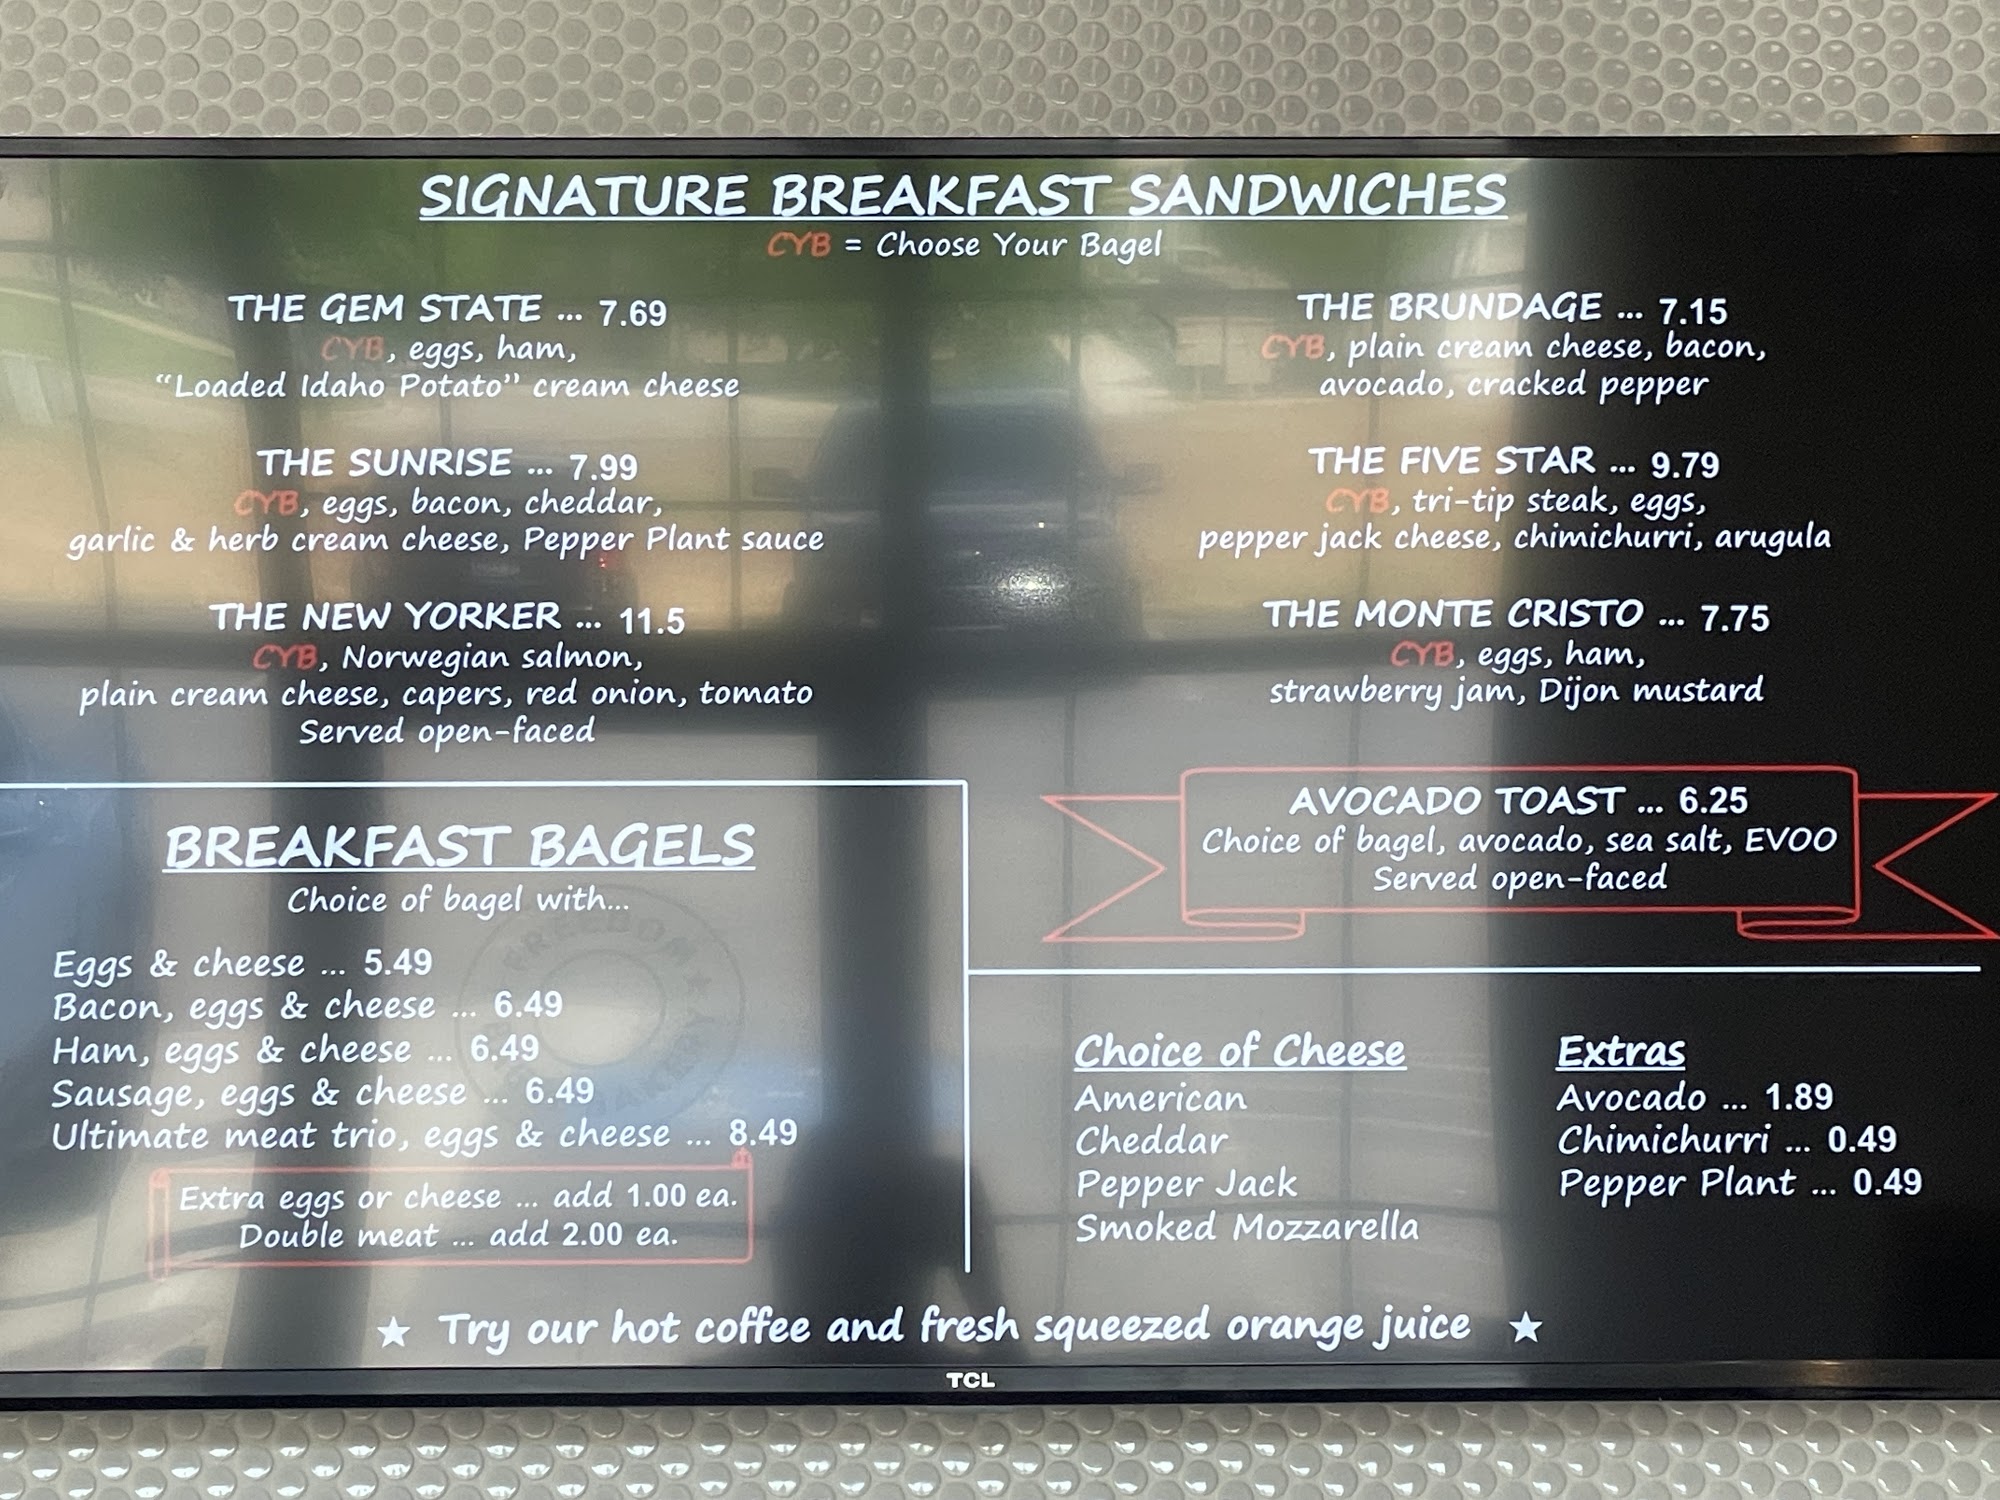 SIGNATURE BREAKFAST SANDWICHES
CYB = Choose Your Bagel
THE GEM STATE ... 7.69
CYB, eggs, ham,
“Loaded Idaho Potato” cream cheese
THE SUNRISE ... 7.99
CYB, eggs, bacon, cheddar,
garlic & herb cream cheese, Pepper Plant sauce
THE NEW YORKER ... 11.5
CYB, Norwegian salmon,
plain cream cheese, capers, red onion, tomato
Served open-faced
THE BRUNDAGE ... 7.15
CYB, plain cream cheese, bacon,
avocado, cracked pepper
THE FIVE STAR ... 9.79
CYB, tri-tip steak, eggs,
pepper jack cheese, chimichurri, arugula
THE MONTE CRISTO ... 7.75
CYB, eggs, ham,
strawberry jam, Dijon mustard
AVOCADO TOAST ... 6.25
Choice of bagel, avocado, sea salt, EVOO
Served open-faced
BREAKFAST BAGELS
Choice of bagel with...
Eggs & cheese ... 5.49
Bacon, eggs & cheese ... 6.49
Ham, eggs & cheese ... 6.49
Sausage, eggs & cheese ... 6.49
Ultimate meat trio, eggs & cheese ... 8.49
Extra eggs or cheese ... add 1.00 ea.
Double meat ... add 2.00 ea.
FREEDOM
Choice of Cheese
American
Cheddar
Pepper Jack
Smoked Mozzarella
Extras
Avocado ... 1.89
Chimichurri ... 0.49
Pepper Plant ... 0.49
★ Try our hot coffee and fresh squeezed orange juice ★
TCL